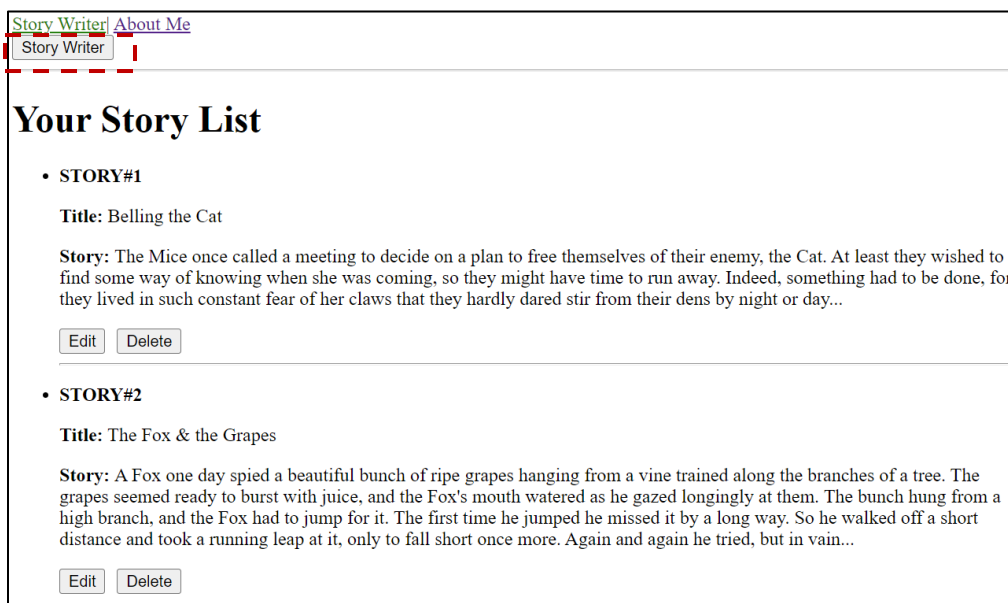 Story Writer| About Me
Story Writer
Your Story List
• STORY#1
Title: Belling the Cat
Story: The Mice once called a meeting to decide on a plan to free themselves of their enemy, the Cat. At least they wished to
find some way of knowing when she was coming, so they might have time to run away. Indeed, something had to be done, for
they lived in such constant fear of her claws that they hardly dared stir from their dens by night or day...
Edit Delete
• STORY#2
Title: The Fox & the Grapes
Story: A Fox one day spied a beautiful bunch of ripe grapes hanging from a vine trained along the branches of a tree. The
grapes seemed ready to burst with juice, and the Fox's mouth watered as he gazed longingly at them. The bunch hung from a
high branch, and the Fox had to jump for it. The first time he jumped he missed it by a long way. So he walked off a short
distance and took a running leap at it, only to fall short once more. Again and again he tried, but in vain...
Edit Delete